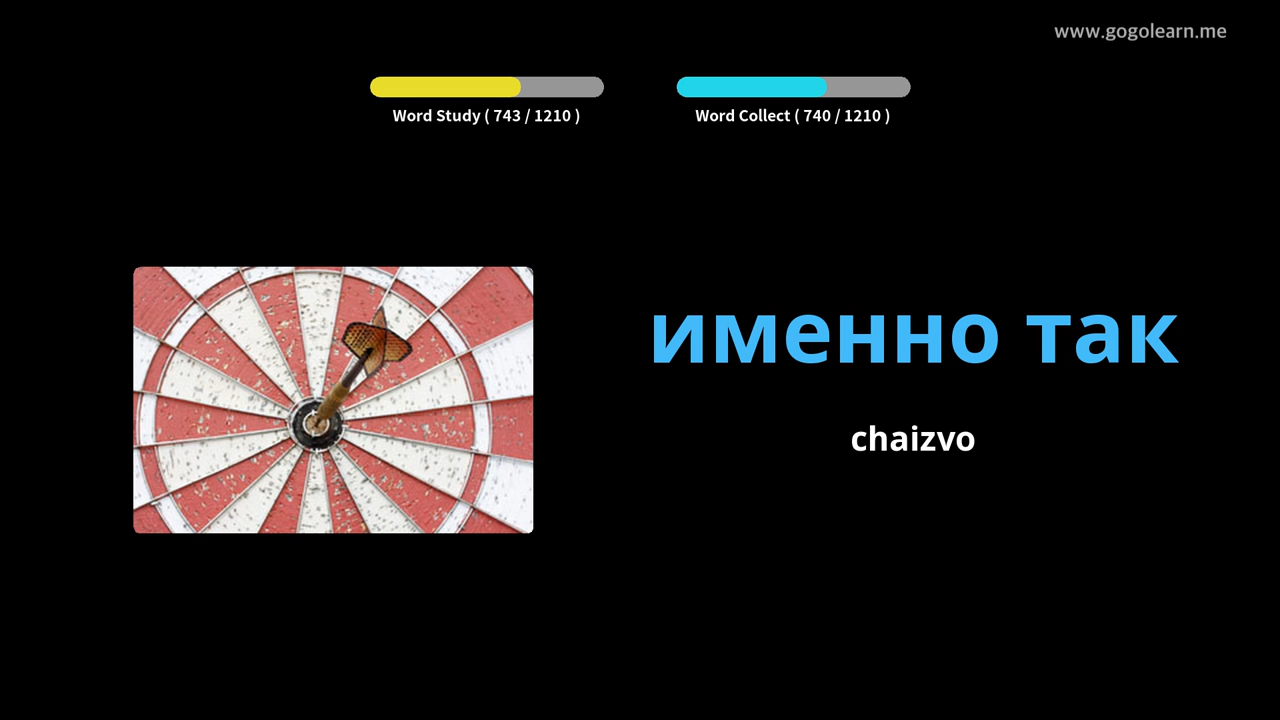 www.gogolearn.me
Word Study ( 743 / 1210 )
Word Collect ( 740 / 1210 )
именно так
chaizvo